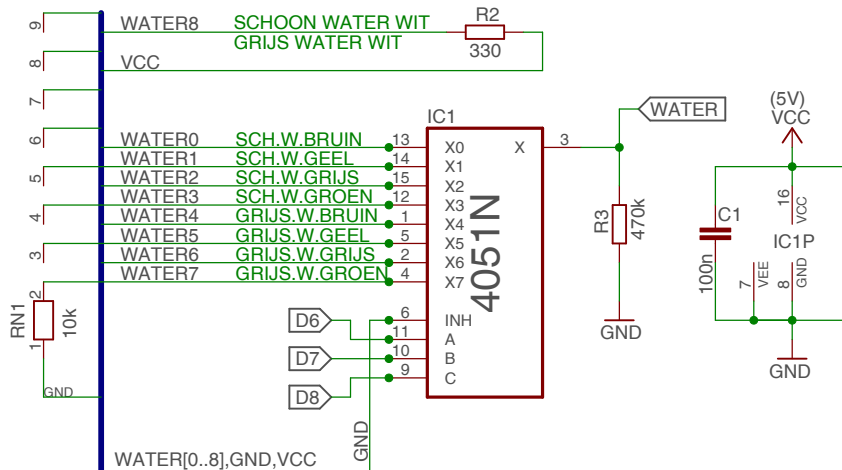 9
8
7
6
5
4
3
2
1
RN1
10k
GND
WATER8 SCHOON WATER WIT
GRIJS WATER WIT
VCC
R2
330
WATER0 SCH.W.BRUIN 13 X0
WATER1 SCH.W.GEEL 14 X1
WATER2 SCH.W.GRIJS 15 X2
WATER3 SCH.W.GROEN 12 X3
WATER4 GRIJS.W.BRUIN 1 X4
WATER5 GRIJS.W.GEEL 5 X5
WATER6 GRIJS.W.GRIJS 2 X6
WATER7 GRIJS.W.GROEN 4 X7
6 INH
D6 11 A
D7 10 B
D8 9 C
GND
WATER[0..8],GND,VCC
IC1
4051N
X 3
WATER
R3
470k
GND
(5V)
VCC
C1
100n
16
VCC
IC1P
7
VEE
8
GND
GND